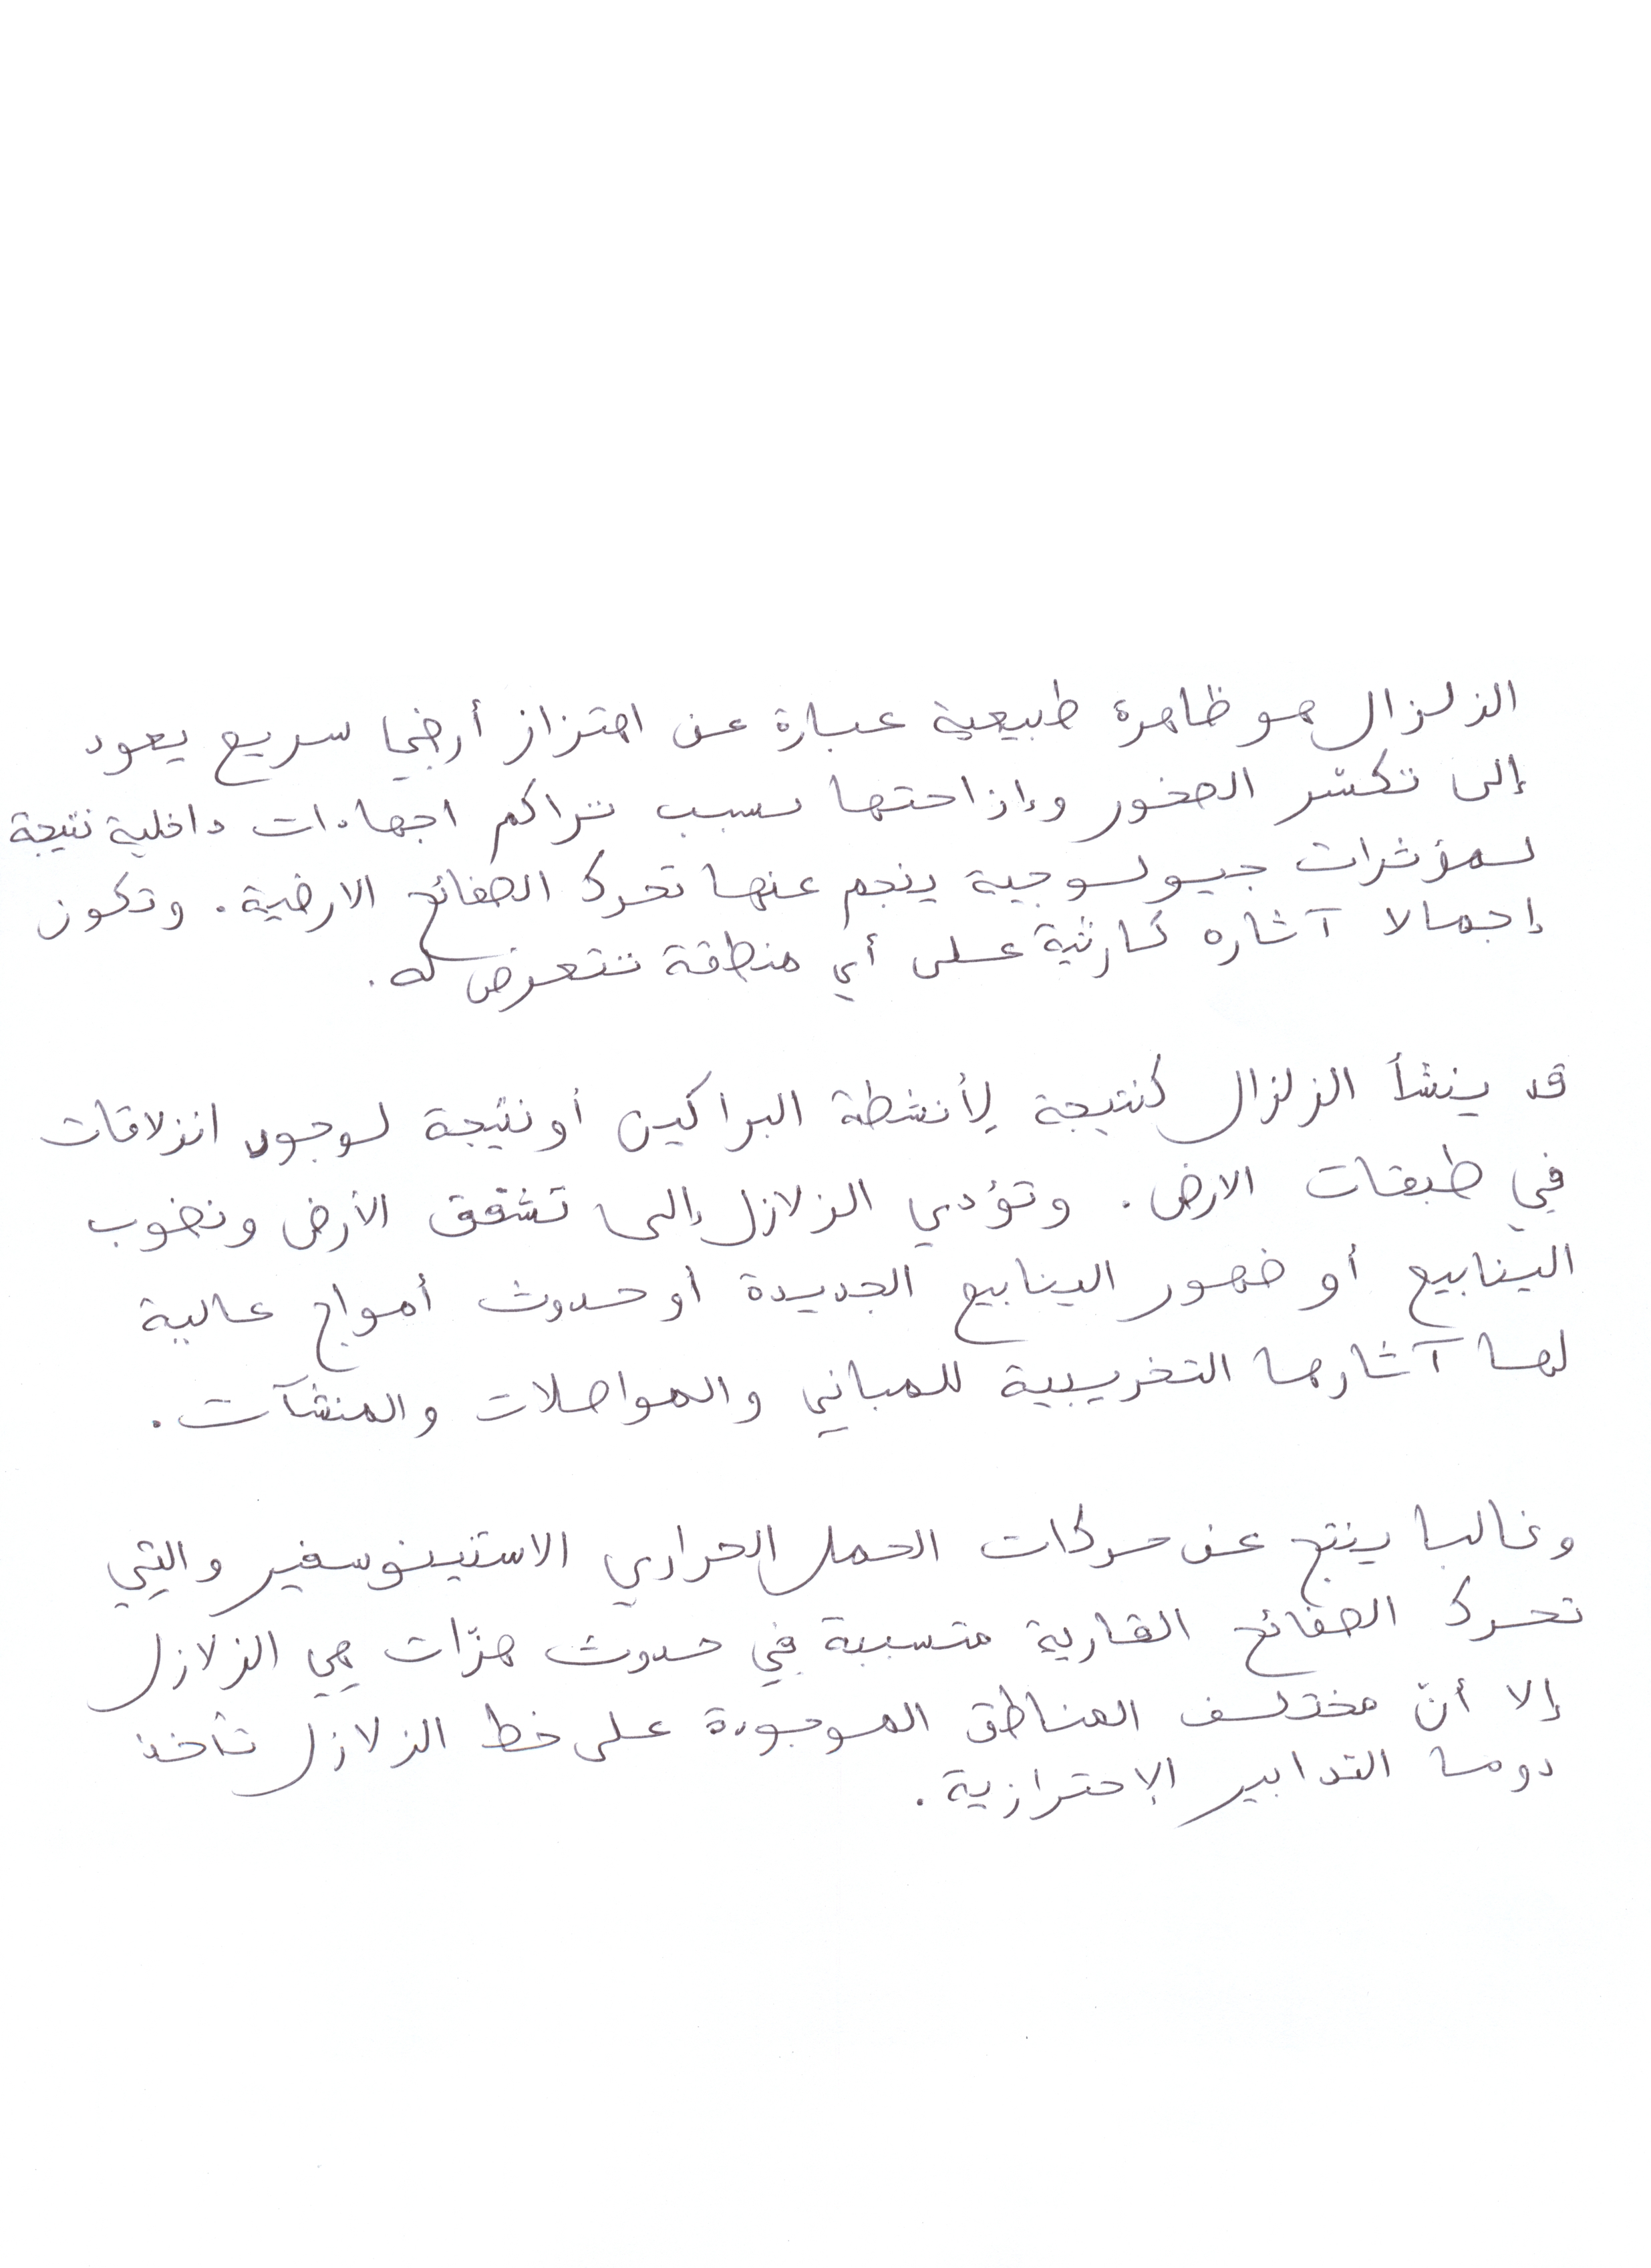 الزلزال هو ظاهرة طبيعية عبارة عن اهتزاز أرضي سريع يعود
إلى تكسّر الصخور وإزاحتها بسبب تراكم اجهادات داخلية نتيجة
لمؤثرات جيولوجية ينجم عنها تحرك الصفائح الارضية. وتكون
إجمالا آثاره كارثية على أي منطقة تتعرض له.
قد ينشأ الزلزال كنتيجة لأنشطة البراكين أو نتيجة لوجود انزلاقات
في طبقات الارض. وتؤدي الزلازل إلى تشقق الأرض ونضوب
الينابيع أو ضهور الينابيع الجديدة أو حدوث أمواج عالية
لها آثارها التخريبية للمباني والمواصلات والمنشآت.
وغالبا ينتج عن حركات الحمل الحراري الاستينوسفير والتي
تحرك الصفائح القارية متسببة في حدوث هزّات هي الزلازل
إلا أنّ مختلف المناطق الموجودة على خط الزلازل تأخذ
دوما التدابير الإحترازية.